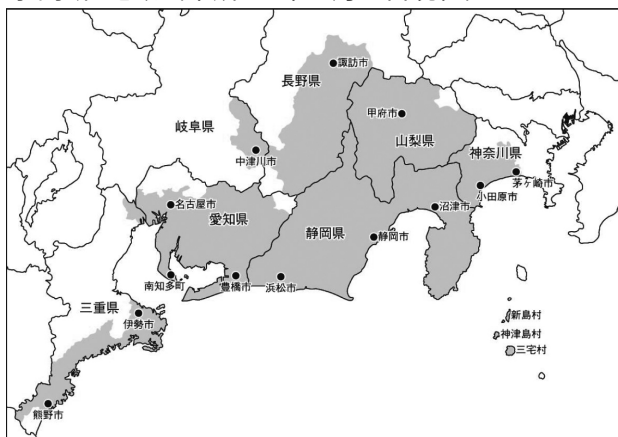 長野県
諏訪市
岐阜県
甲府市
山梨県
中津川市
神奈川県
茅ヶ崎市
小田原市
名古屋市
愛知県
静岡県
沼津市
静岡市
南知多町
豊橋市
浜松市
三重県
伊勢市
新島村
神津島村
三宅村
熊野市